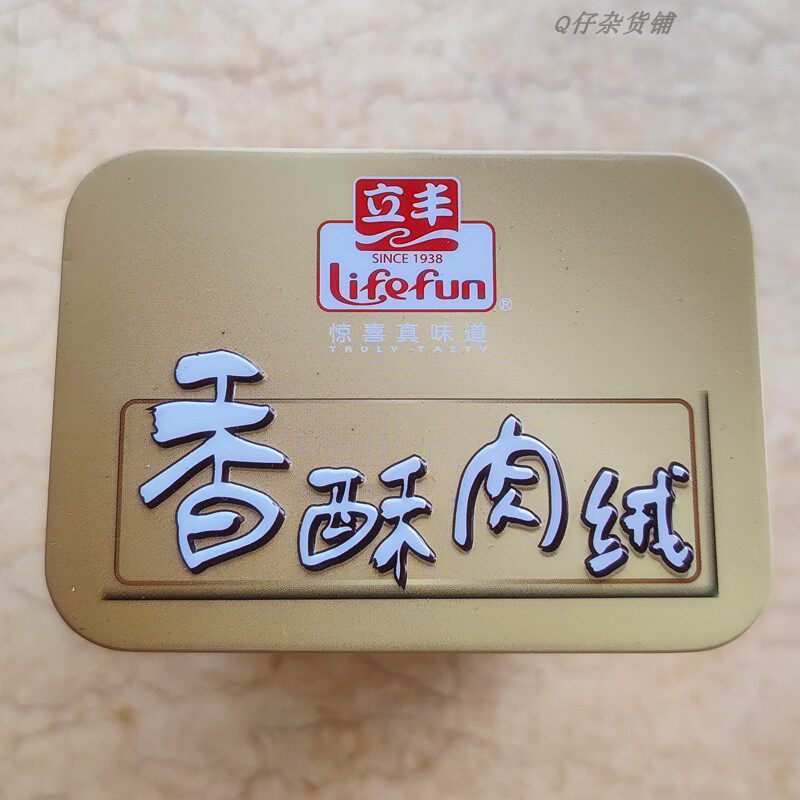 Q仔杂货铺
立丰
SINCE 1938
Lifefun®
惊喜真味道
TRULY TASTY
香酥肉绒